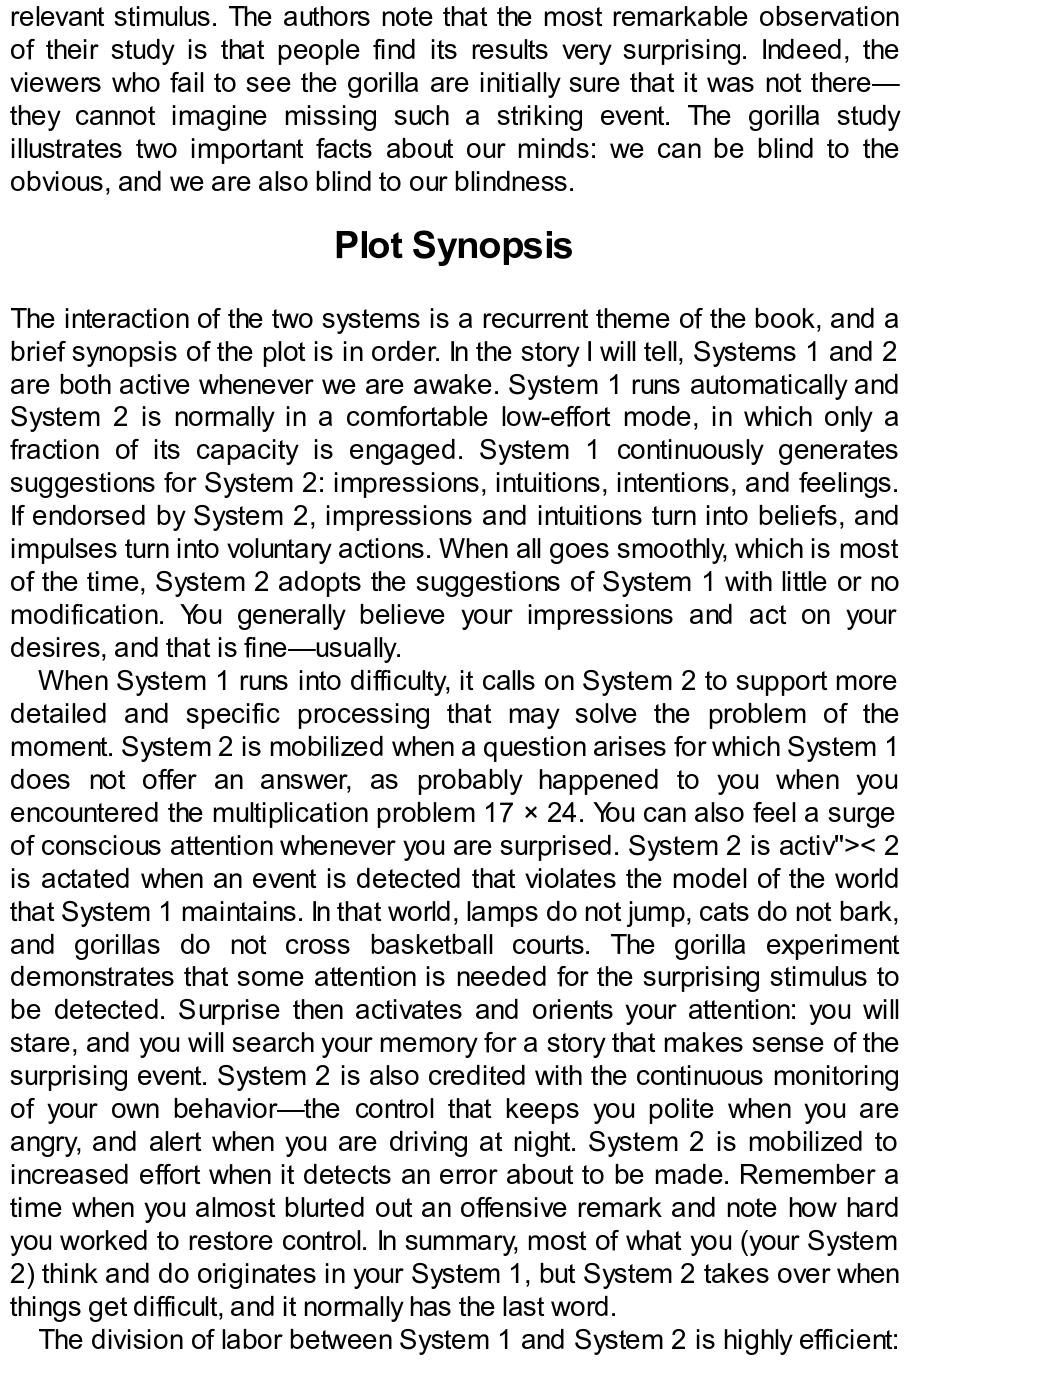 relevant stimulus. The authors note that the most remarkable observation
of their study is that people find its results very surprising. Indeed, the
viewers who fail to see the gorilla are initially sure that it was not there—
they cannot imagine missing such a striking event. The gorilla study
illustrates two important facts about our minds: we can be blind to the
obvious, and we are also blind to our blindness.
Plot Synopsis
The interaction of the two systems is a recurrent theme of the book, and a
brief synopsis of the plot is in order. In the story I will tell, Systems 1 and 2
are both active whenever we are awake. System 1 runs automatically and
System 2 is normally in a comfortable low-effort mode, in which only a
fraction of its capacity is engaged. System 1 continuously generates
suggestions for System 2: impressions, intuitions, intentions, and feelings.
If endorsed by System 2, impressions and intuitions turn into beliefs, and
impulses turn into voluntary actions. When all goes smoothly, which is most
of the time, System 2 adopts the suggestions of System 1 with little or no
modification. You generally believe your impressions and act on your
desires, and that is fine—usually.
When System 1 runs into difficulty, it calls on System 2 to support more
detailed and specific processing that may solve the problem of the
moment. System 2 is mobilized when a question arises for which System 1
does not offer an answer, as probably happened to you when you
encountered the multiplication problem 17 × 24. You can also feel a surge
of conscious attention whenever you are surprised. System 2 is activ">< 2
is actated when an event is detected that violates the model of the world
that System 1 maintains. In that world, lamps do not jump, cats do not bark,
and gorillas do not cross basketball courts. The gorilla experiment
demonstrates that some attention is needed for the surprising stimulus to
be detected. Surprise then activates and orients your attention: you will
stare, and you will search your memory for a story that makes sense of the
surprising event. System 2 is also credited with the continuous monitoring
of your own behavior—the control that keeps you polite when you are
angry, and alert when you are driving at night. System 2 is mobilized to
increased effort when it detects an error about to be made. Remember a
time when you almost blurted out an offensive remark and note how hard
you worked to restore control. In summary, most of what you (your System
2) think and do originates in your System 1, but System 2 takes over when
things get difficult, and it normally has the last word.
The division of labor between System 1 and System 2 is highly efficient: